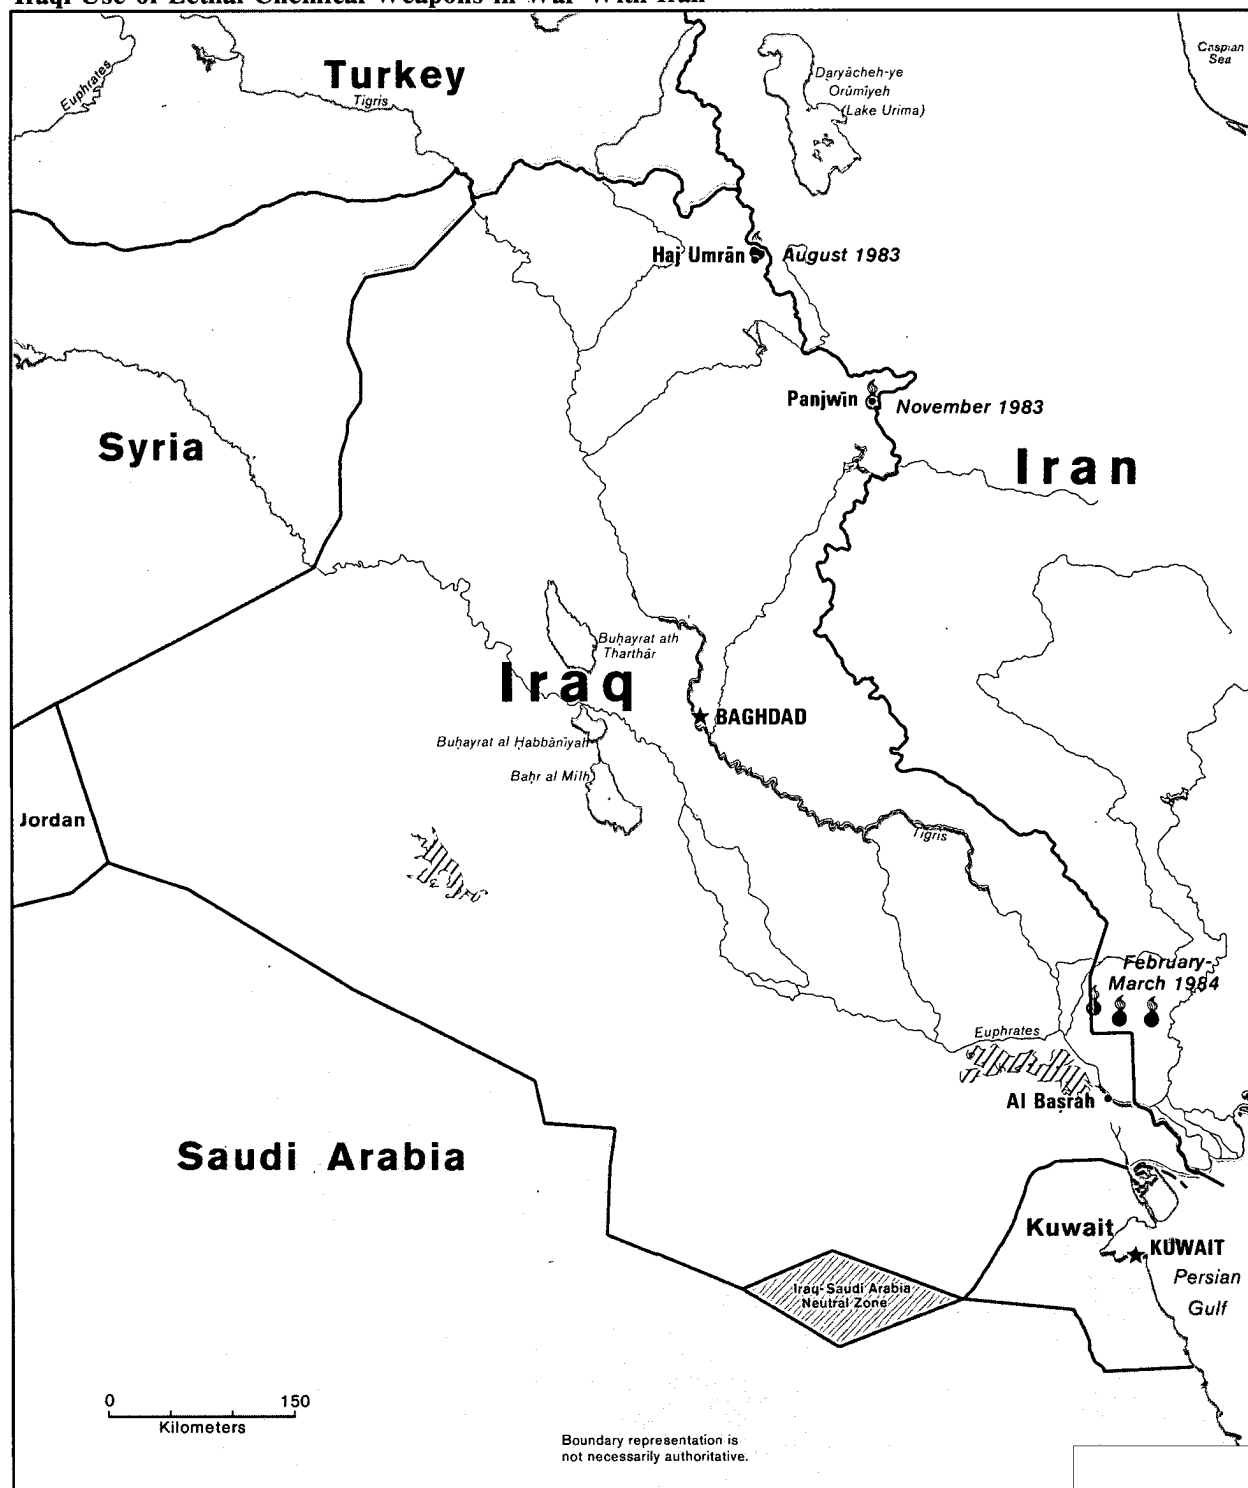 Iraqi Use of Lethal Chemical Weapons in War With Iran
Caspian
Sea
Turkey
Euphrates
Tigris
Daryācheh-ye
Orūmīyeh
(Lake Urima)
Haj Umrān
August 1983
Panjwīn
November 1983
Syria
Iran
Buḩayrat ath
Tharthār
Iraq
BAGHDAD
Buḩayrat al Ḩabbānīyah
Baḩr al Milḩ
Jordan
Tigris
February-
March 1984
Euphrates
Al Baṣrah
Saudi Arabia
Kuwait
KUWAIT
Persian
Gulf
Iraq-Saudi Arabia
Neutral Zone
0 150
Kilometers
Boundary representation is
not necessarily authoritative.